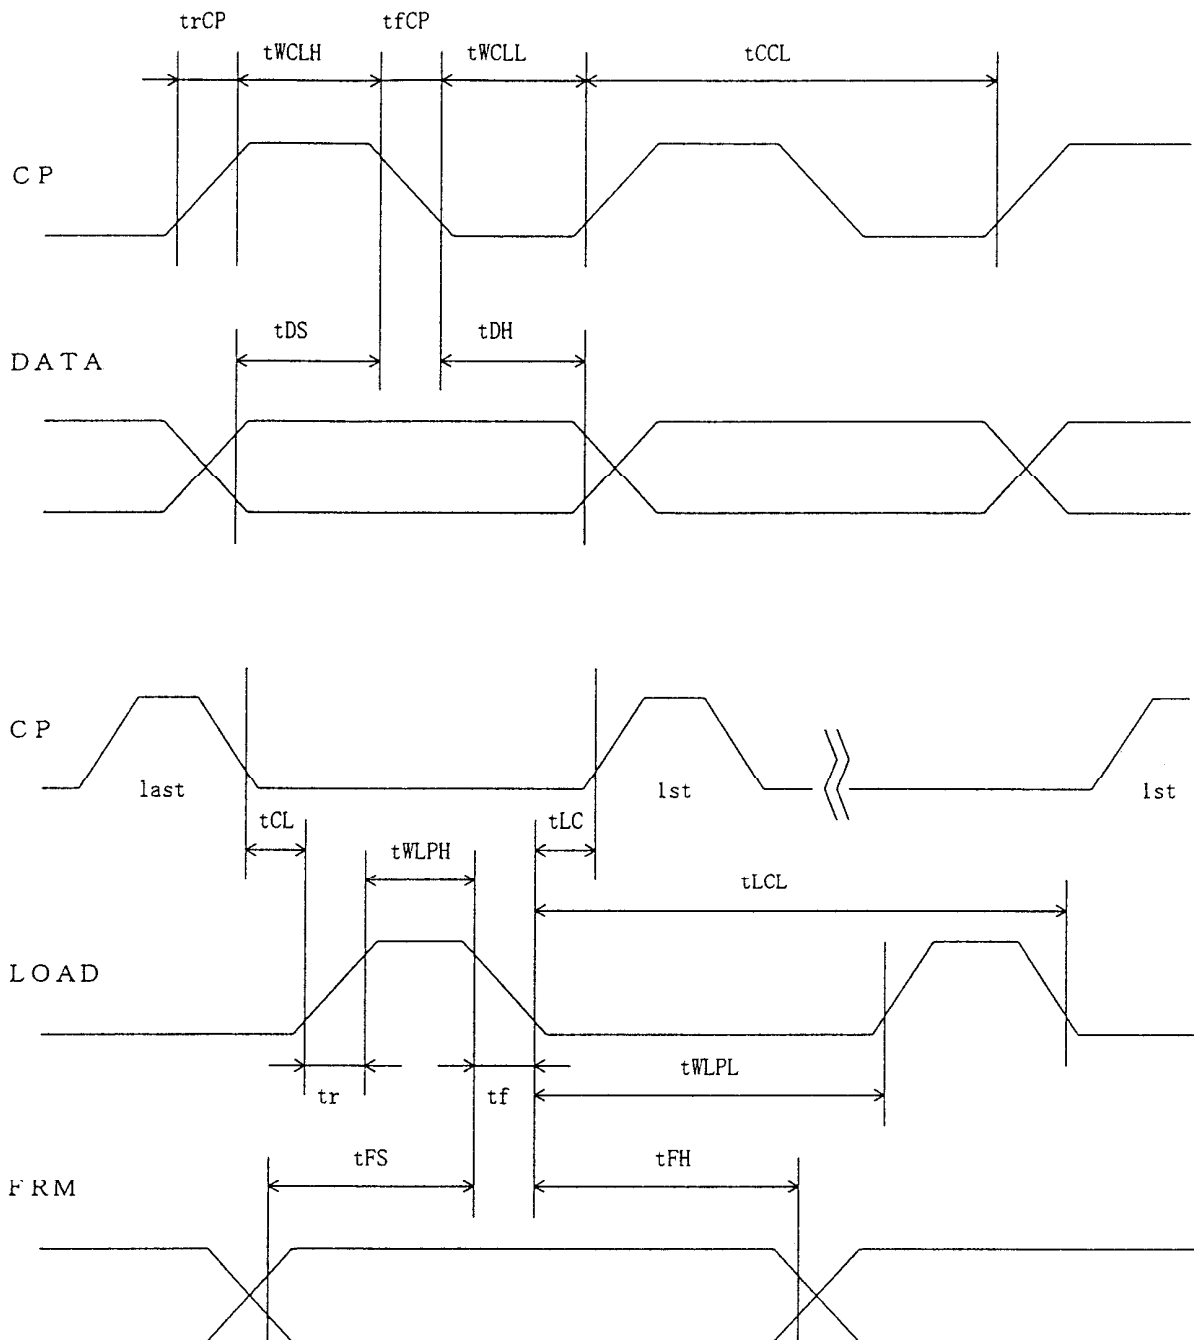 trCP tfCP
tWCLH tWCLL tCCL
CP
tDS tDH
DATA
CP
last 1st 1st
tCL tLC
tWLPH
tLCL
LOAD
tWLPL
tr tf
tFS tFH
FRM